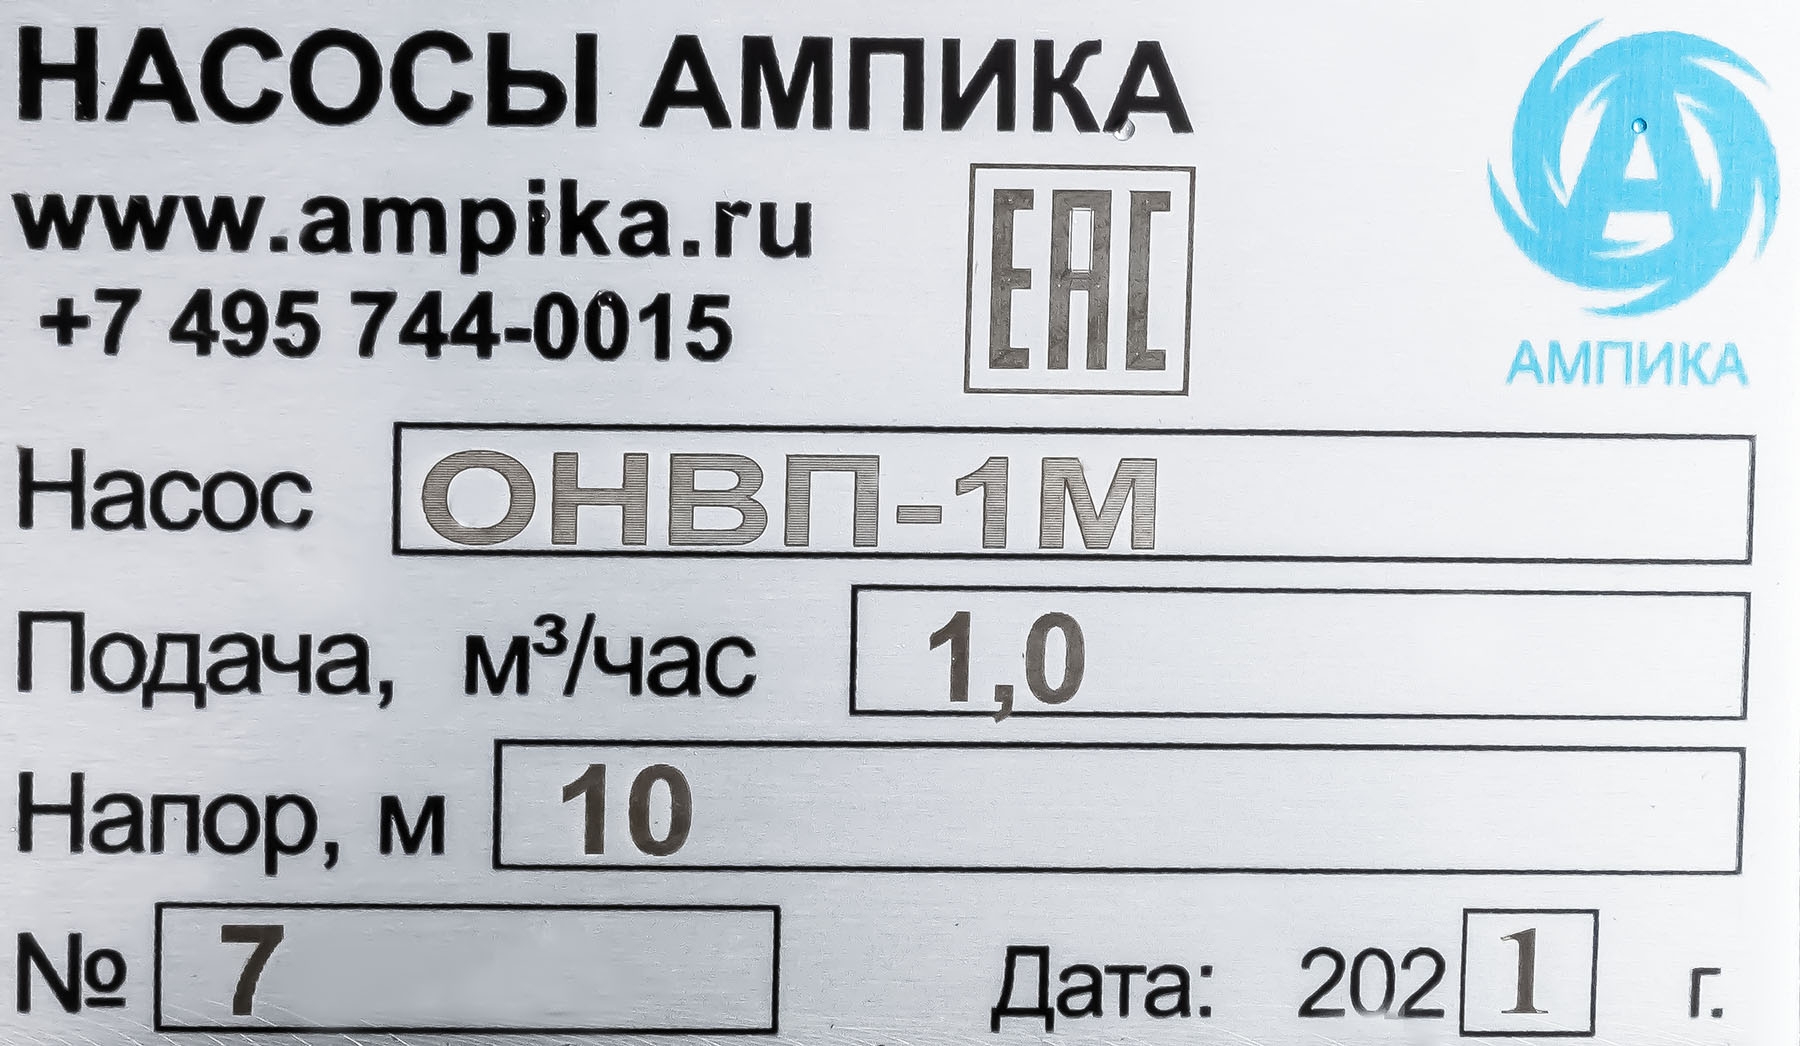 НАСОСЫ АМПИКА
www.ampika.ru
+7 495 744-0015
ЕАС
АМПИКА
Насос ОНВП-1М
Подача, м³/час 1,0
Напор, м 10
№ 7 Дата: 2021 г.